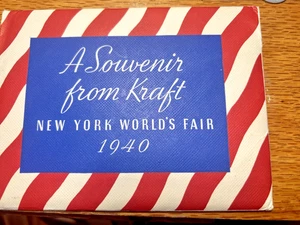 A Souvenir
from Kraft
NEW YORK WORLD'S FAIR
1940